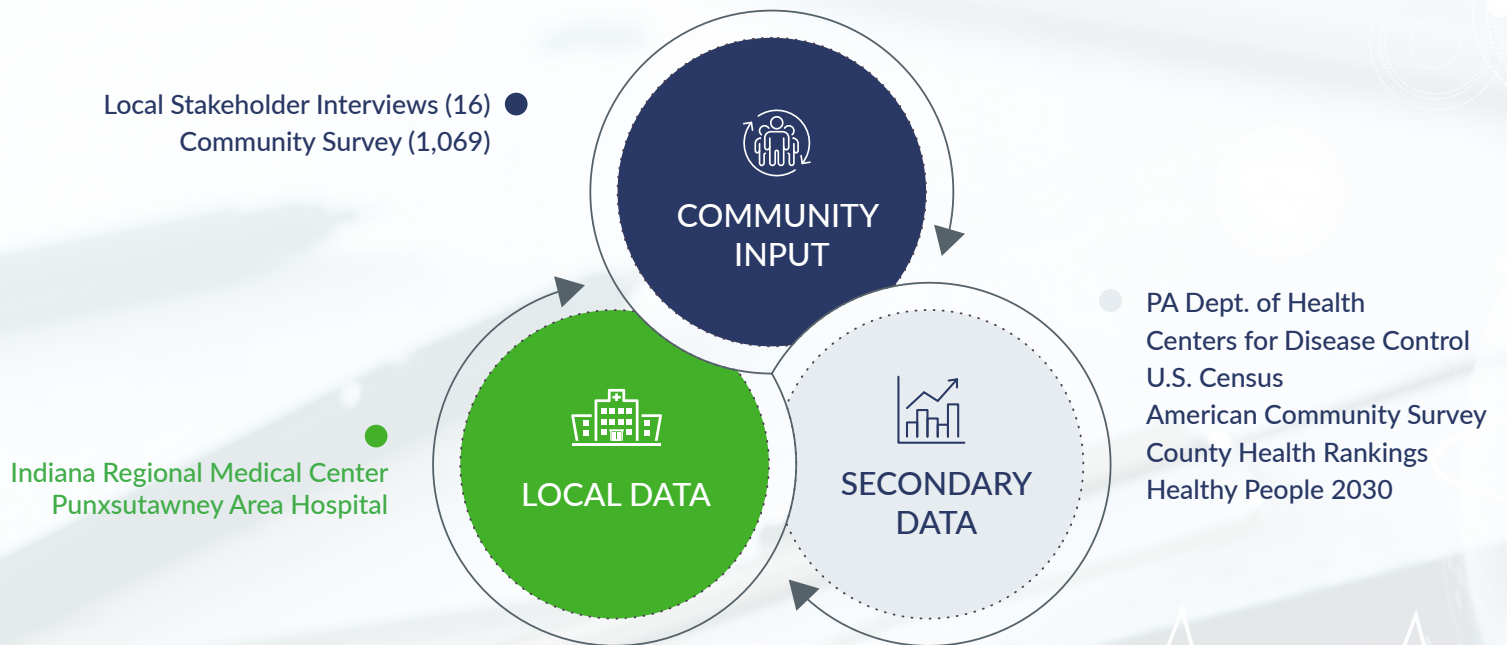 Local Stakeholder Interviews (16)
Community Survey (1,069)
COMMUNITY
INPUT
PA Dept. of Health
Centers for Disease Control
U.S. Census
American Community Survey
County Health Rankings
Healthy People 2030
SECONDARY
DATA
LOCAL DATA
Indiana Regional Medical Center
Punxsutawney Area Hospital